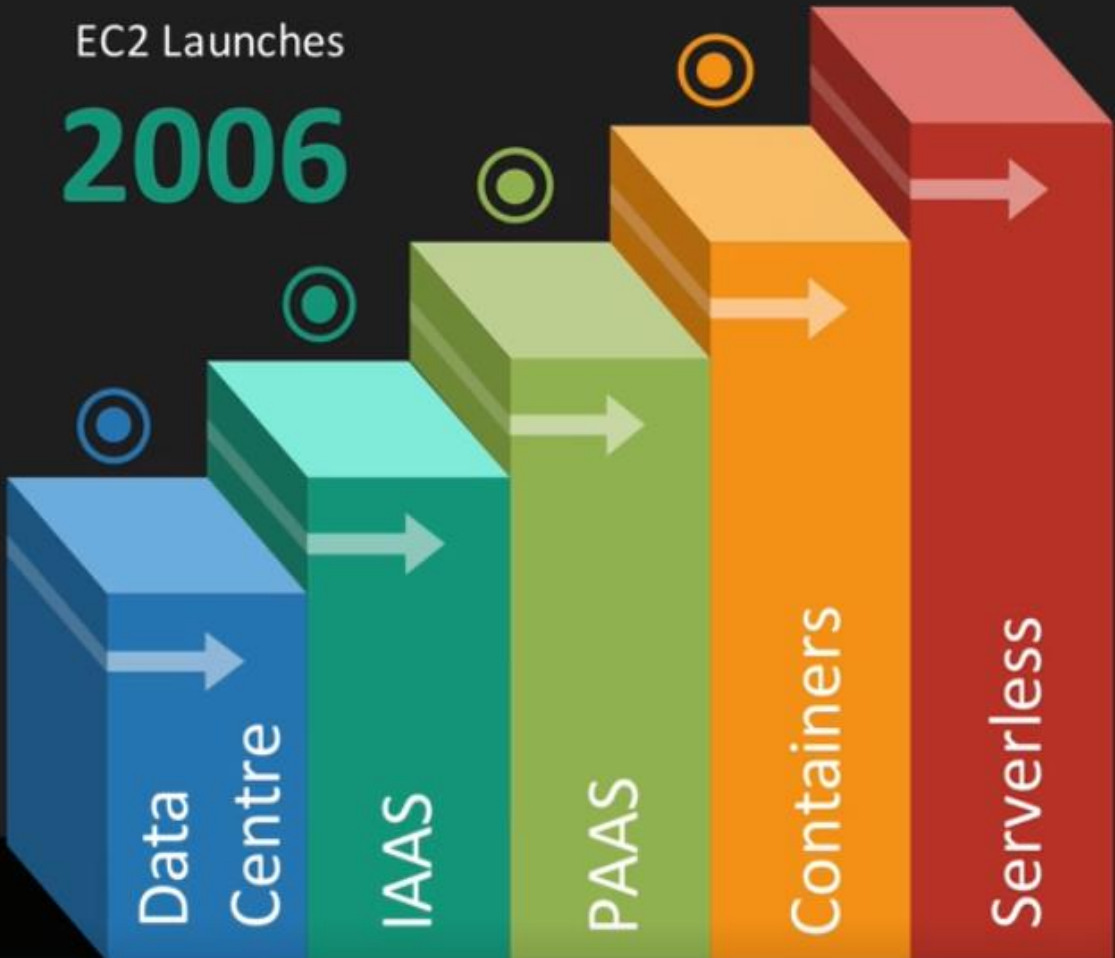 EC2 Launches
2006
Data
Centre
IAAS
PAAS
Containers
Serverless